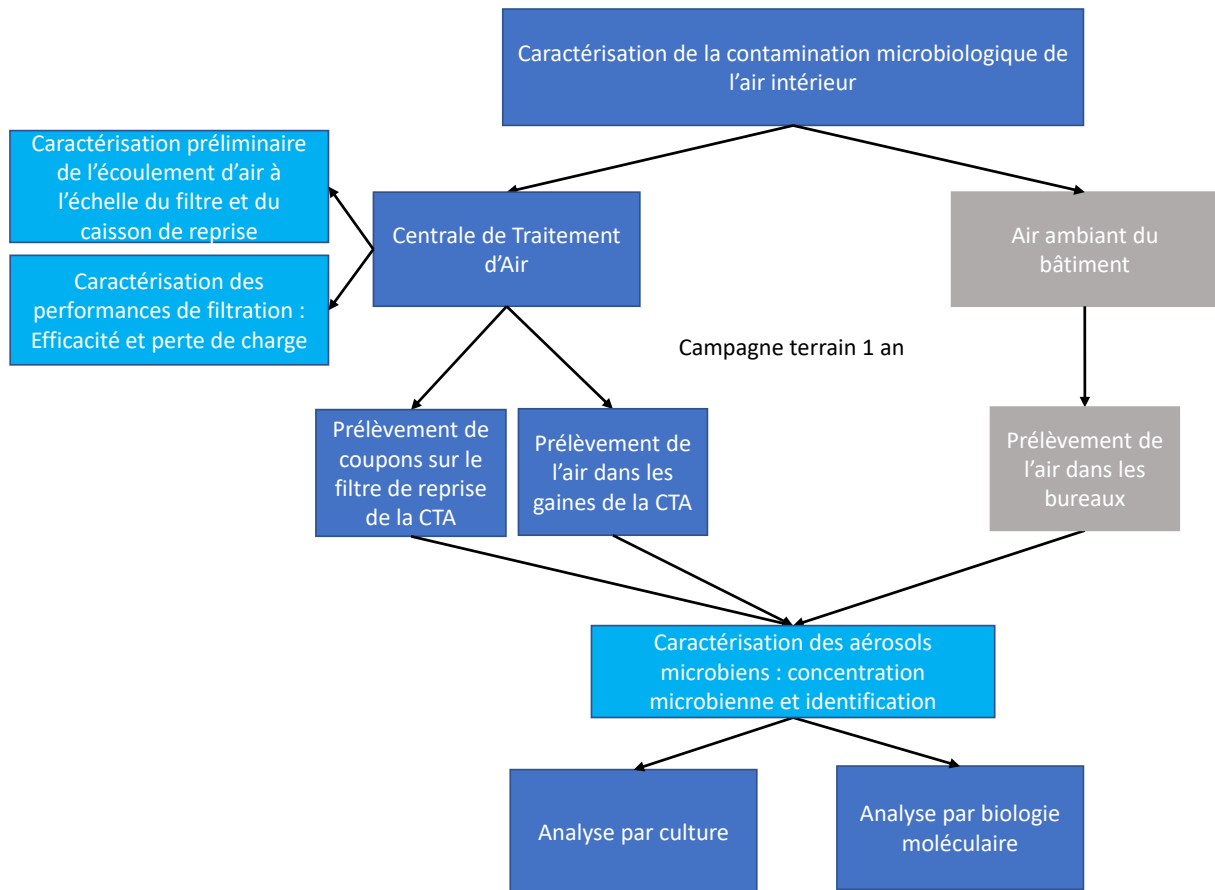 Caractérisation de la contamination microbiologique de
l’air intérieur
Caractérisation préliminaire
de l’écoulement d’air à
l’échelle du filtre et du
caisson de reprise
Centrale de Traitement
d’Air
Air ambiant du
bâtiment
Caractérisation des
performances de filtration :
Efficacité et perte de charge
Campagne terrain 1 an
Prélèvement de
coupons sur le
filtre de reprise
de la CTA
Prélèvement de
l’air dans les
gaines de la CTA
Prélèvement de
l’air dans les
bureaux
Caractérisation des aérosols
microbiens : concentration
microbienne et identification
Analyse par culture
Analyse par biologie
moléculaire